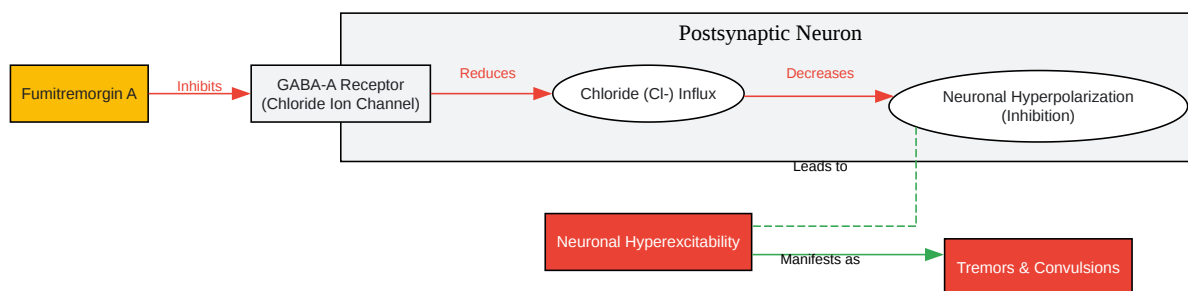 Postsynaptic Neuron
Fumitremorgin A
Inhibits
GABA-A Receptor
(Chloride Ion Channel)
Reduces
Chloride (Cl-) Influx
Decreases
Neuronal Hyperpolarization
(Inhibition)
Leads to
Neuronal Hyperexcitability
Manifests as
Tremors & Convulsions